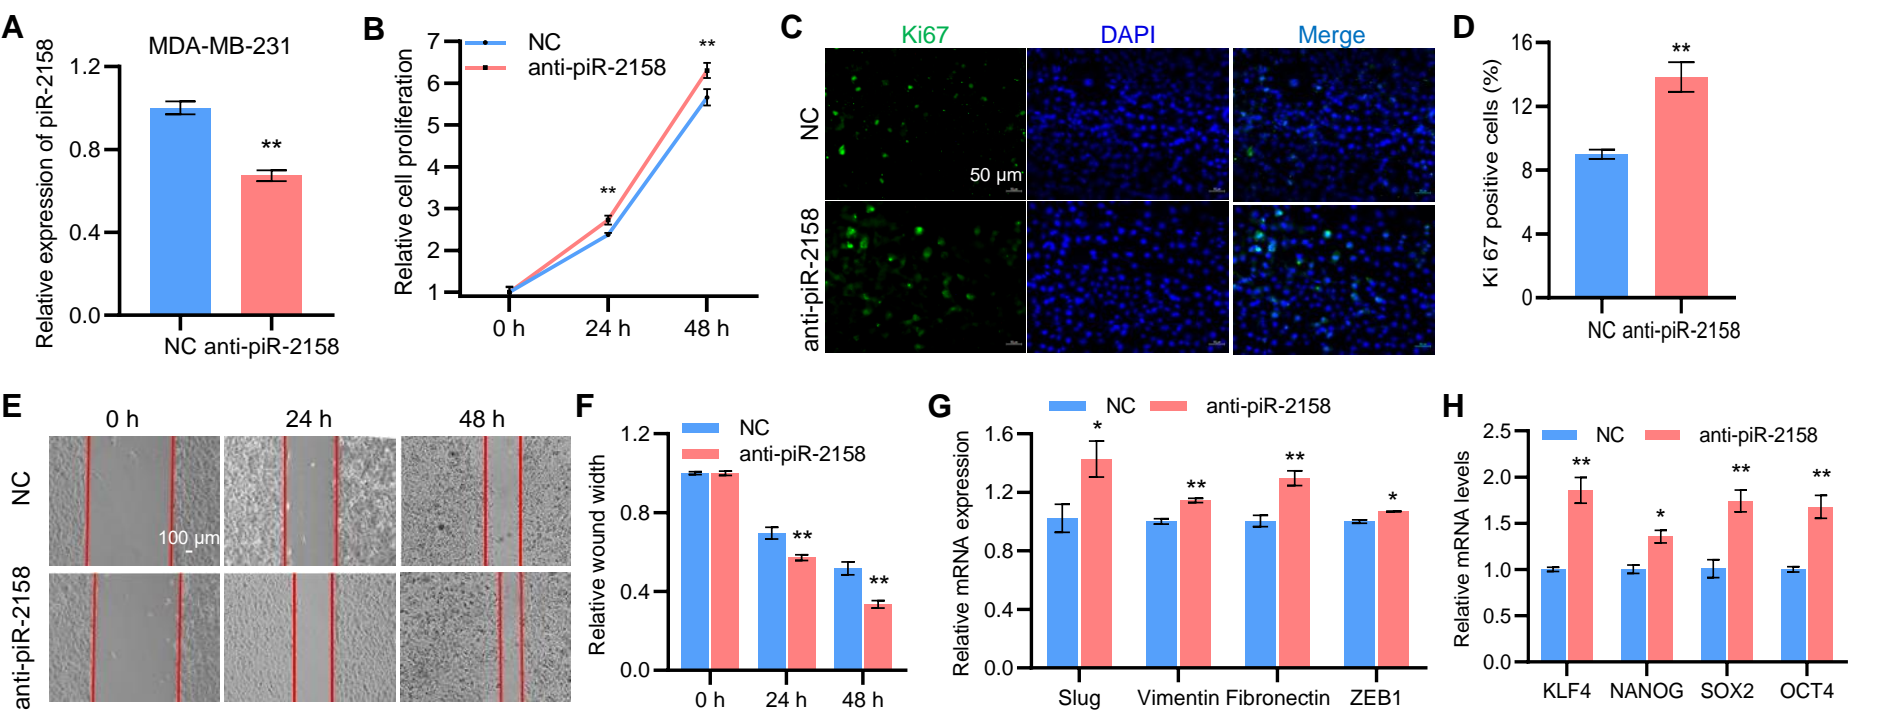 A
MDA-MB-231
Relative expression of piR-2158
1.2
0.8
0.4
0.0
**
NC anti-piR-2158
B
Relative cell proliferation
7
6
5
4
3
2
1
NC
anti-piR-2158
**
**
0 h 24 h 48 h
C
Ki67 DAPI Merge
NC
50 μm
anti-piR-2158
D
Ki 67 positive cells (%)
16
12
8
4
0
**
NC anti-piR-2158
E
0 h 24 h 48 h
NC
100 μm
anti-piR-2158
F
Relative wound width
1.2
0.8
0.4
0.0
NC
anti-piR-2158
**
**
0 h 24 h 48 h
G
NC anti-piR-2158
Relative mRNA expression
1.6
1.2
0.8
0.4
0.0
*
**
**
*
Slug Vimentin Fibronectin ZEB1
H
NC anti-piR-2158
Relative mRNA levels
2.5
2.0
1.5
1.0
0.5
0.0
**
*
**
**
KLF4 NANOG SOX2 OCT4